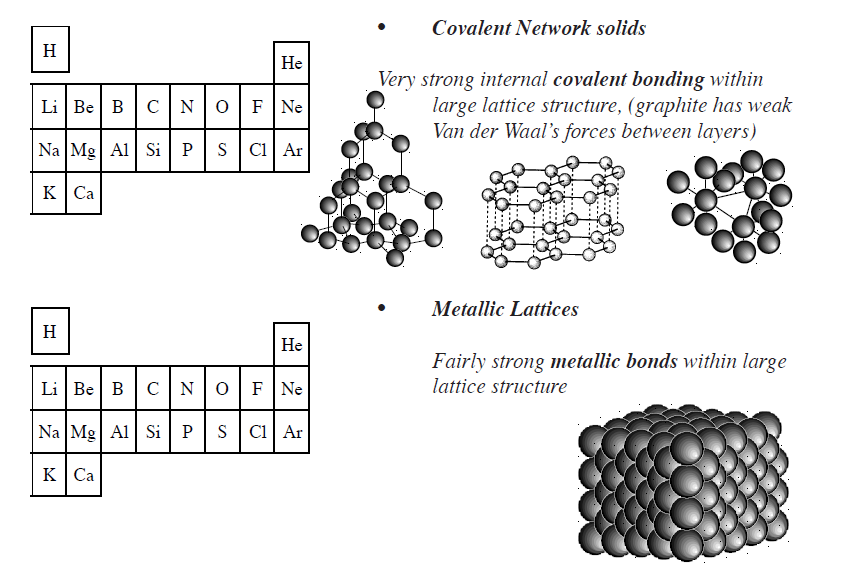 H
He
Li Be B C N O F Ne
Na Mg Al Si P S Cl Ar
K Ca
• Covalent Network solids
Very strong internal covalent bonding within
large lattice structure, (graphite has weak
Van der Waal's forces between layers)
H
He
Li Be B C N O F Ne
Na Mg Al Si P S Cl Ar
K Ca
• Metallic Lattices
Fairly strong metallic bonds within large
lattice structure